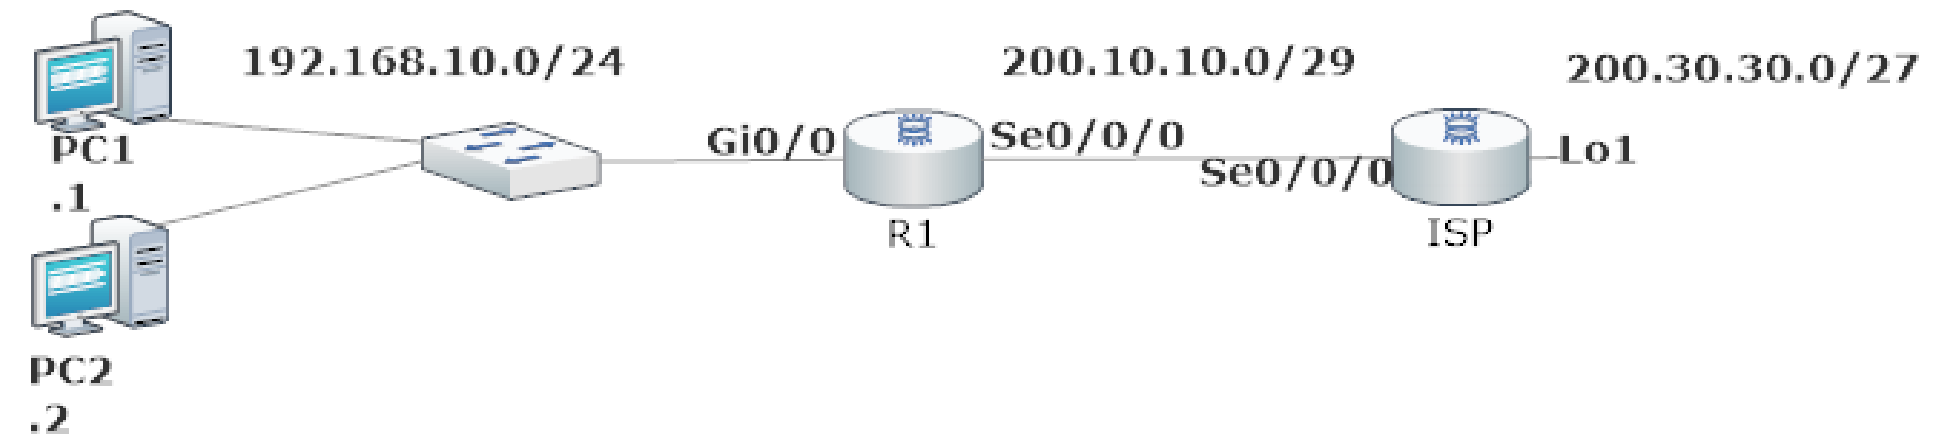 192.168.10.0/24
200.10.10.0/29
200.30.30.0/27
PC1
.1
Gi0/0
Se0/0/0
Se0/0/0
Lo1
R1
ISP
PC2
.2